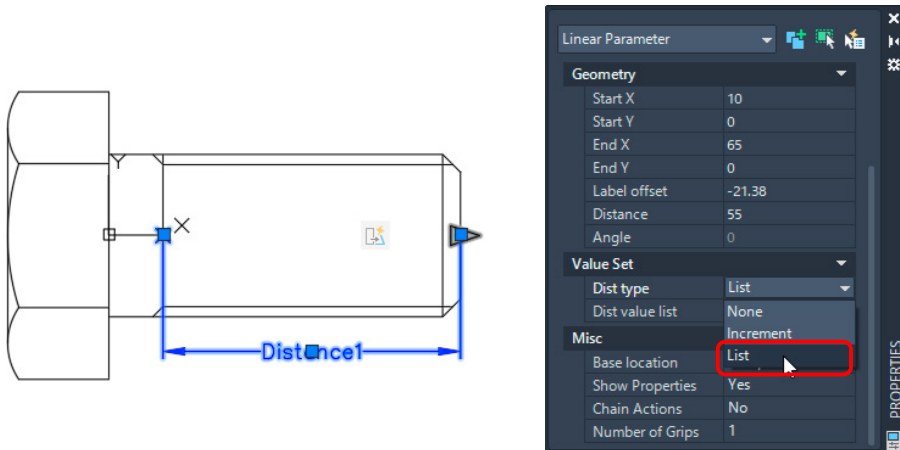 Y
X
Distance1
Linear Parameter
Geometry
Start X 10
Start Y 0
End X 65
End Y 0
Label offset -21.38
Distance 55
Angle 0
Value Set
Dist type List
Dist value list None
Increment
Misc List
Base location
Show Properties Yes
Chain Actions No
Number of Grips 1
PROPERTIES